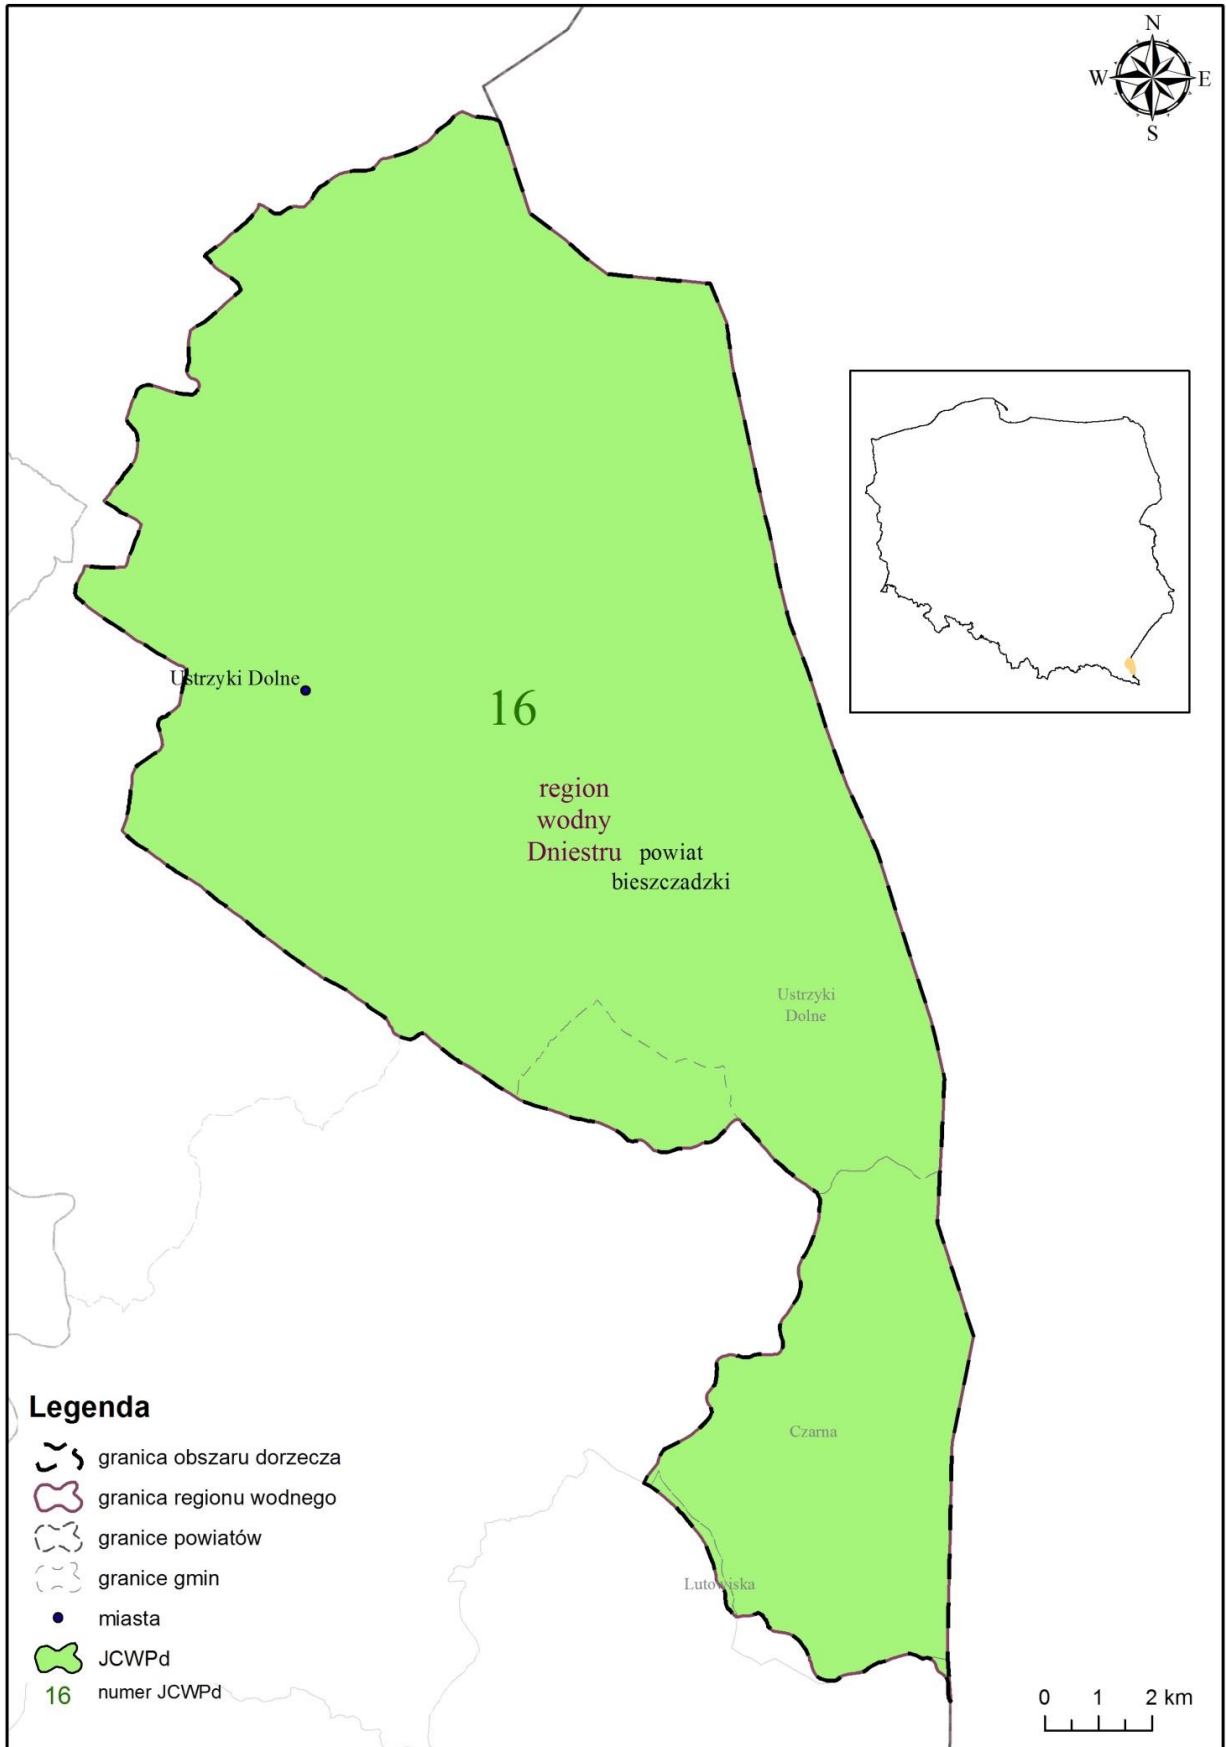 N
W E
S
Ustrzyki Dolne
16
region
wodny
Dniestru
powiat
bieszczadzki
Ustrzyki
Dolne
Czarna
Lutowiska
Legenda
granica obszaru dorzecza
granica regionu wodnego
granice powiatów
granice gmin
miasta
JCWPd
16 numer JCWPd
0 1 2 km